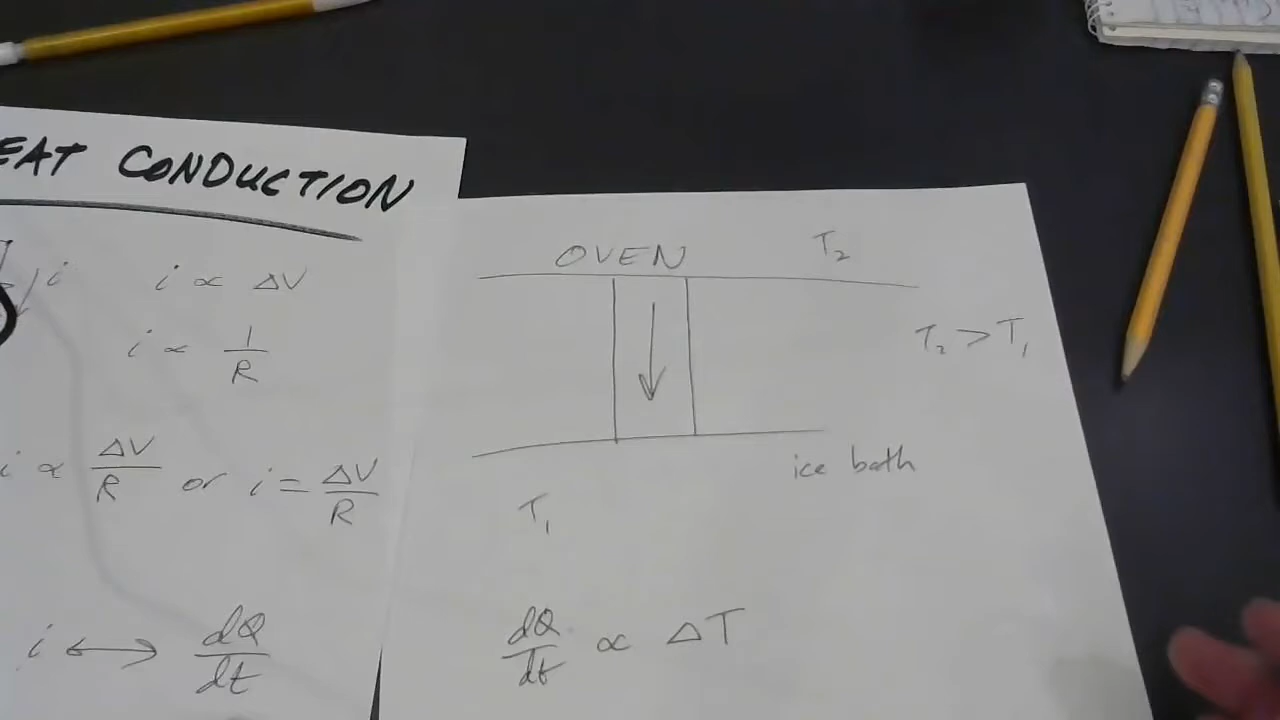 EAT CONDUCTION
i i ∝ ΔV
i ∝ 1/R
i ∝ ΔV/R or i = ΔV/R
i ⟷ dQ/dt
OVEN T₂
T₂ > T₁
ice bath
T₁
dQ/dt ∝ ΔT